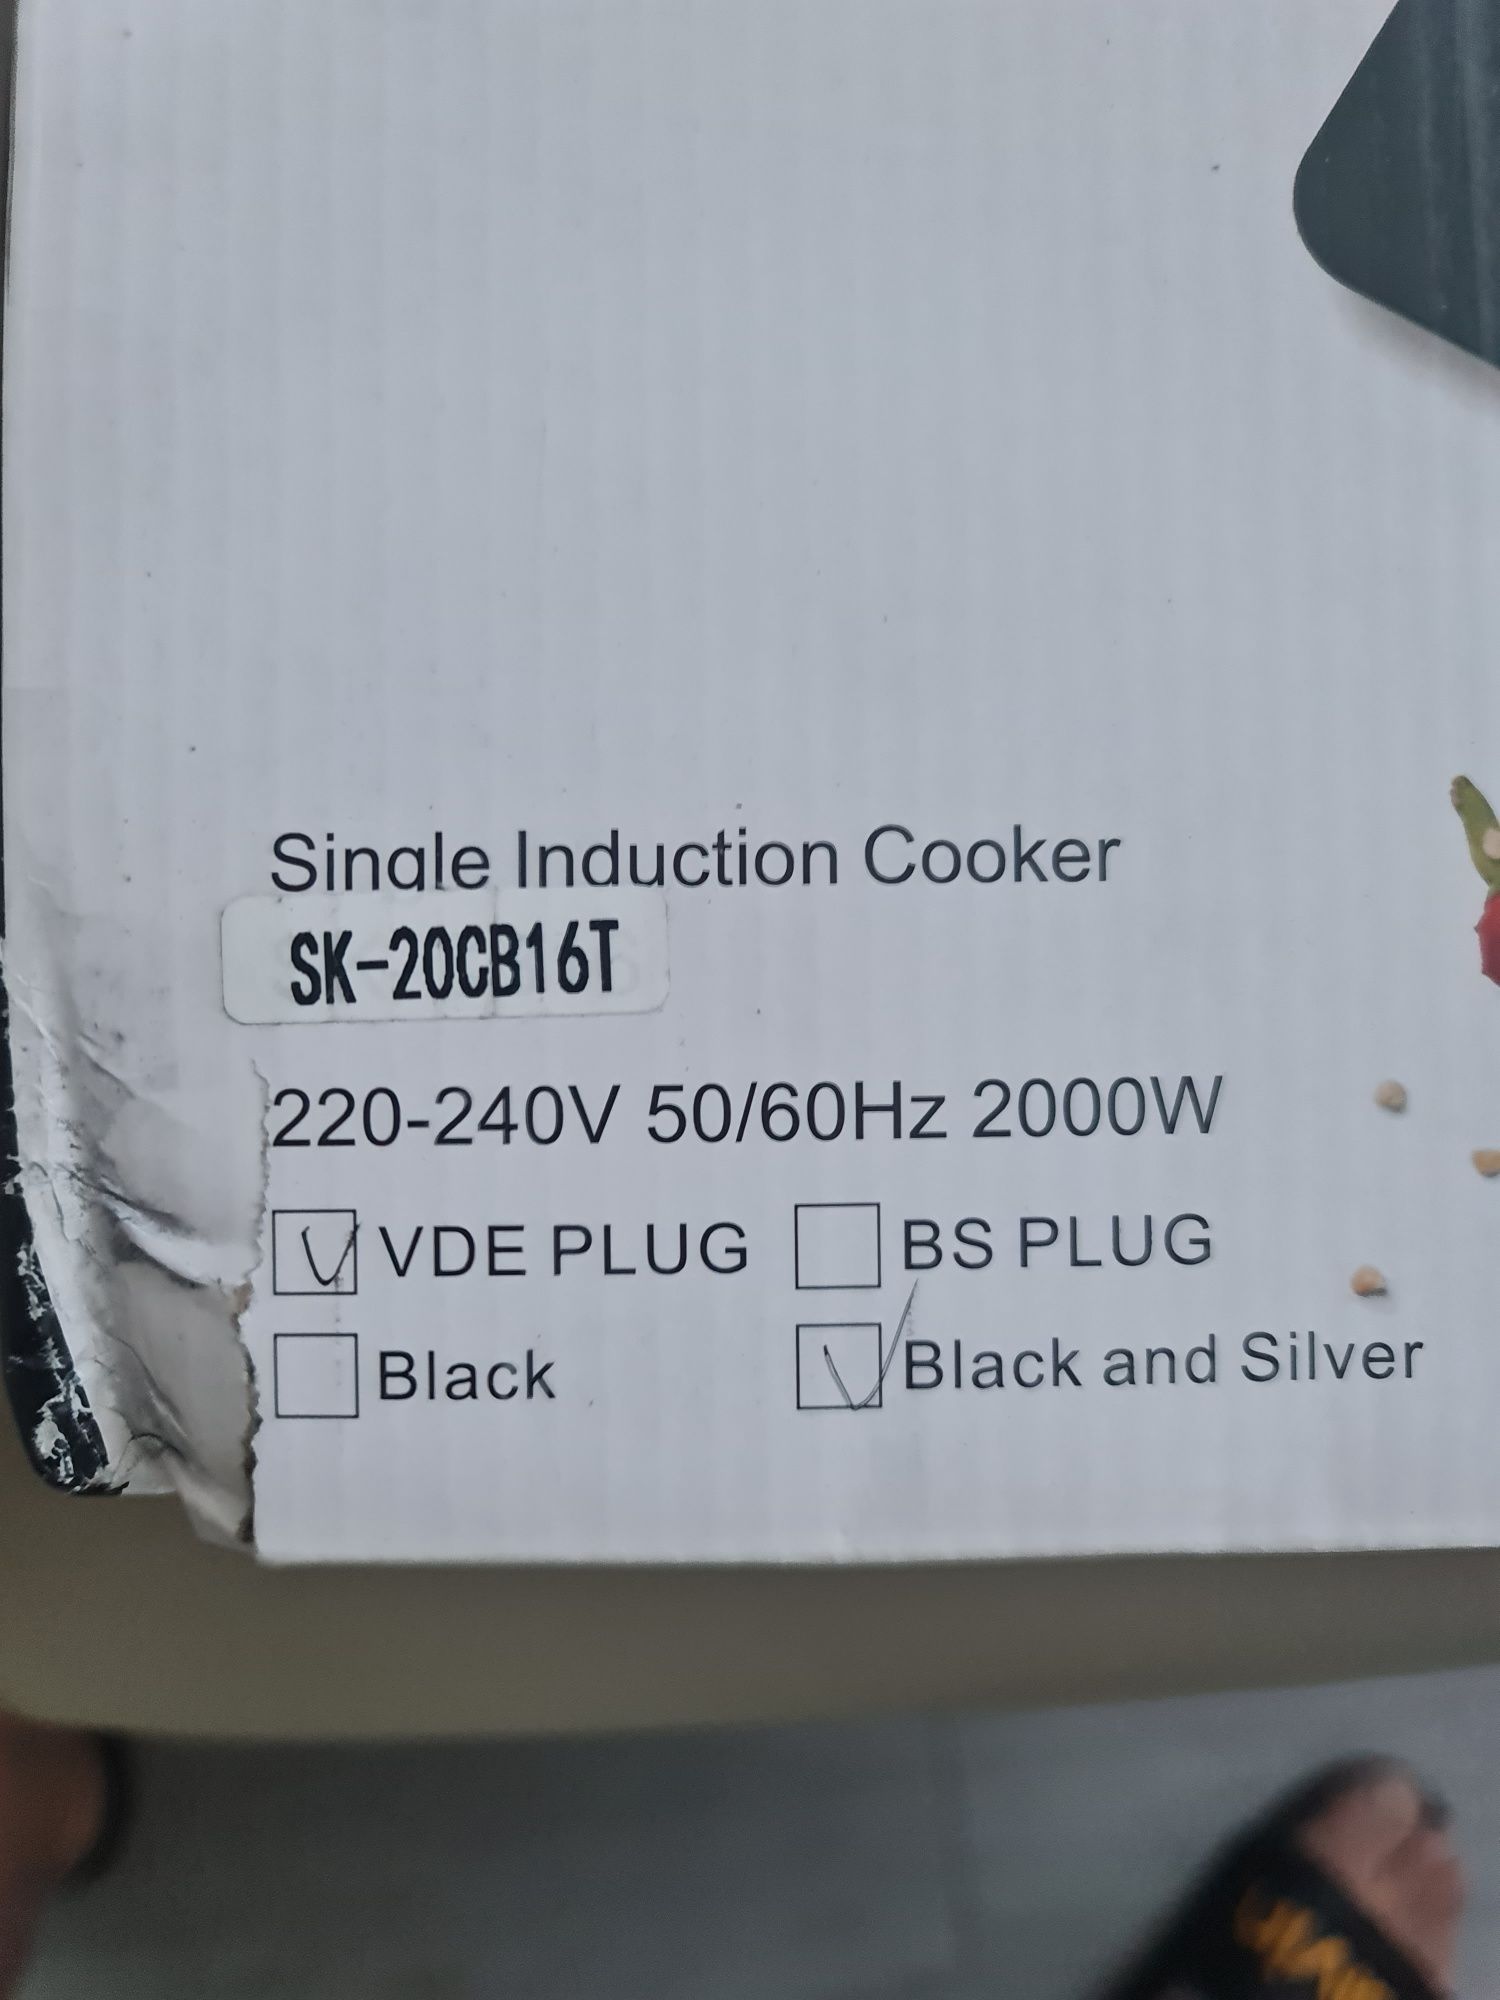 Single Induction Cooker
SK-20CB16T
220-240V 50/60Hz 2000W
VDE PLUG BS PLUG
Black Black and Silver